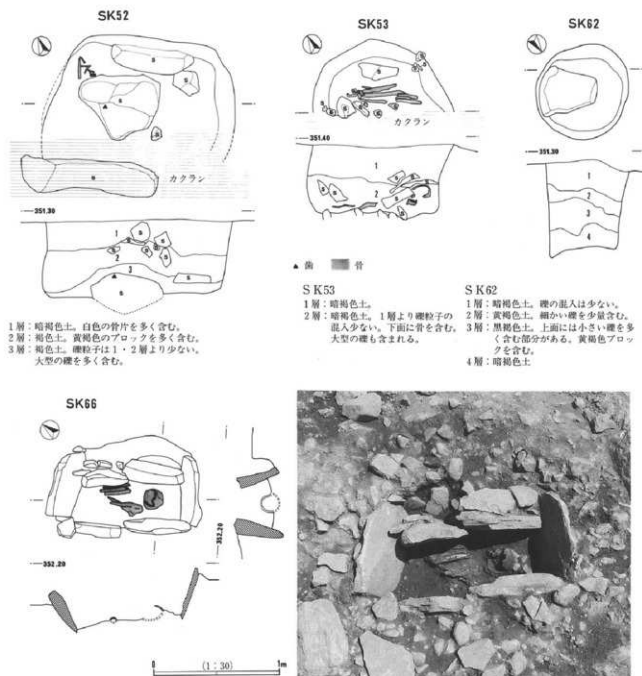 SK52
S
S
S
S
S
カクラン
351.30
1
2
3
S
S
S
S
S
1層：暗褐色土。白色の骨片を多く含む。
2層：褐色土。黄褐色のブロックを多く含む。
3層：褐色土。礫粒子は1・2層より少ない。
大型の礫を多く含む。
SK53
S
カクラン
351.40
1
2
▲ 歯 骨
SK53
1層：暗褐色土。
2層：暗褐色土。1層より礫粒子の
混入少ない。下面に骨を含む。
大型の礫も含まれる。
SK62
351.30
1
2
3
4
SK62
1層：暗褐色土。礫の混入は少ない。
2層：黄褐色土。細かい礫を少量含む。
3層：黒褐色土。上面には小さい礫を多
く含む部分がある。黄褐色ブロッ
クを含む。
4層：暗褐色土
SK66
352.20
352.20
0 (1:30) 1m